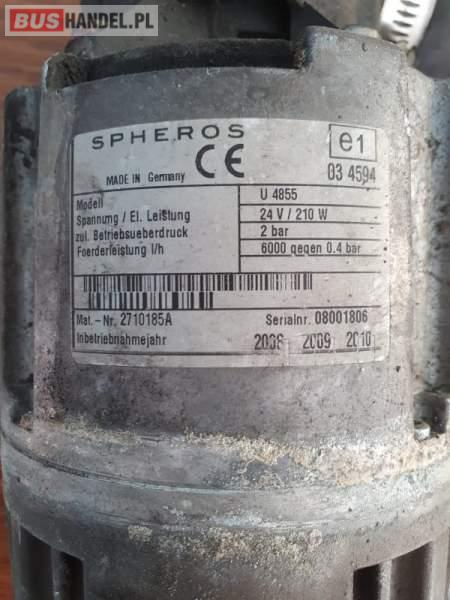 BUSHANDEL.PL
SPHEROS
MADE IN Germany CE e1
03 4594
Modell U 4855
Spannung / El. Leistung 24 V / 210 W
zul. Betriebsueberdruck 2 bar
Foerderleistung l/h 6000 gegen 0.4 bar
Mat.-Nr. 2710185A Serialnr. 08001806
Inbetriebnahmejahr 2008 2009 2010